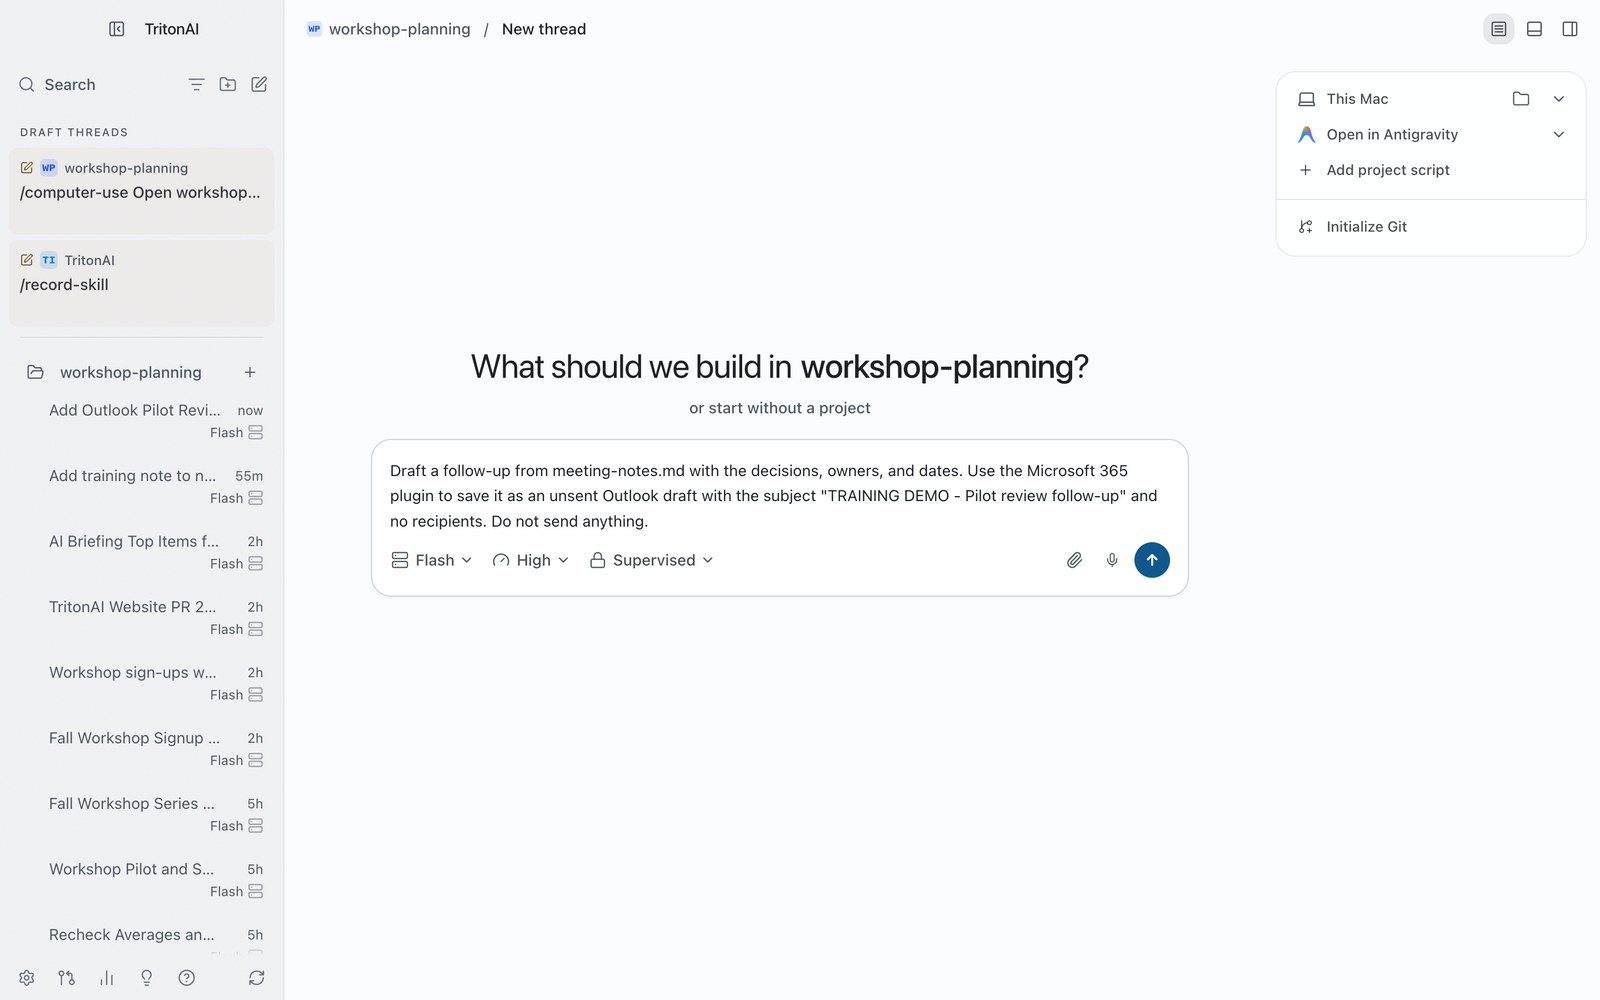 TritonAI
Search
DRAFT THREADS
WP workshop-planning
/computer-use Open workshop...
TI TritonAI
/record-skill
workshop-planning
Add Outlook Pilot Revi... now
Flash
Add training note to n... 55m
Flash
AI Briefing Top Items f... 2h
Flash
TritonAI Website PR 2... 2h
Flash
Workshop sign-ups w... 2h
Flash
Fall Workshop Signup ... 2h
Flash
Fall Workshop Series ... 5h
Flash
Workshop Pilot and S... 5h
Flash
Recheck Averages an... 5h
WP workshop-planning / New thread
This Mac
Open in Antigravity
Add project script
Initialize Git
What should we build in workshop-planning?
or start without a project
Draft a follow-up from meeting-notes.md with the decisions, owners, and dates. Use the Microsoft 365
plugin to save it as an unsent Outlook draft with the subject "TRAINING DEMO - Pilot review follow-up" and
no recipients. Do not send anything.
Flash High Supervised